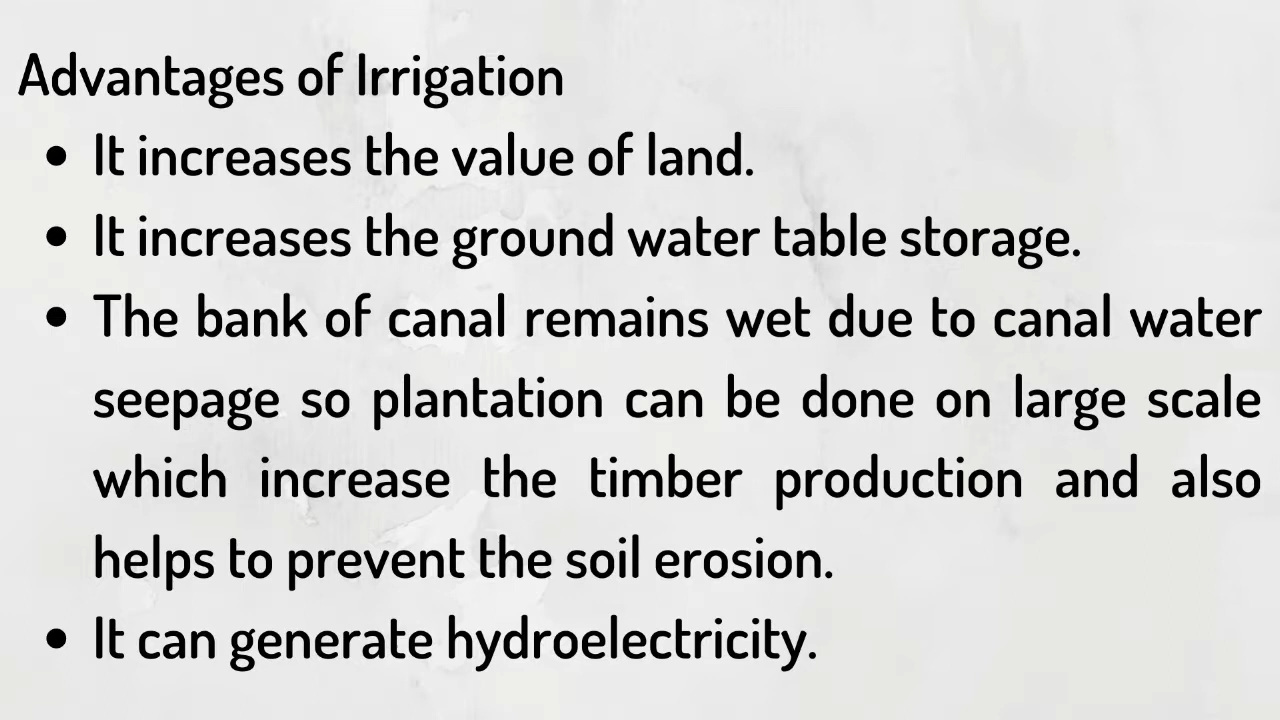 Advantages of Irrigation
• It increases the value of land.
• It increases the ground water table storage.
• The bank of canal remains wet due to canal water
seepage so plantation can be done on large scale
which increase the timber production and also
helps to prevent the soil erosion.
• It can generate hydroelectricity.